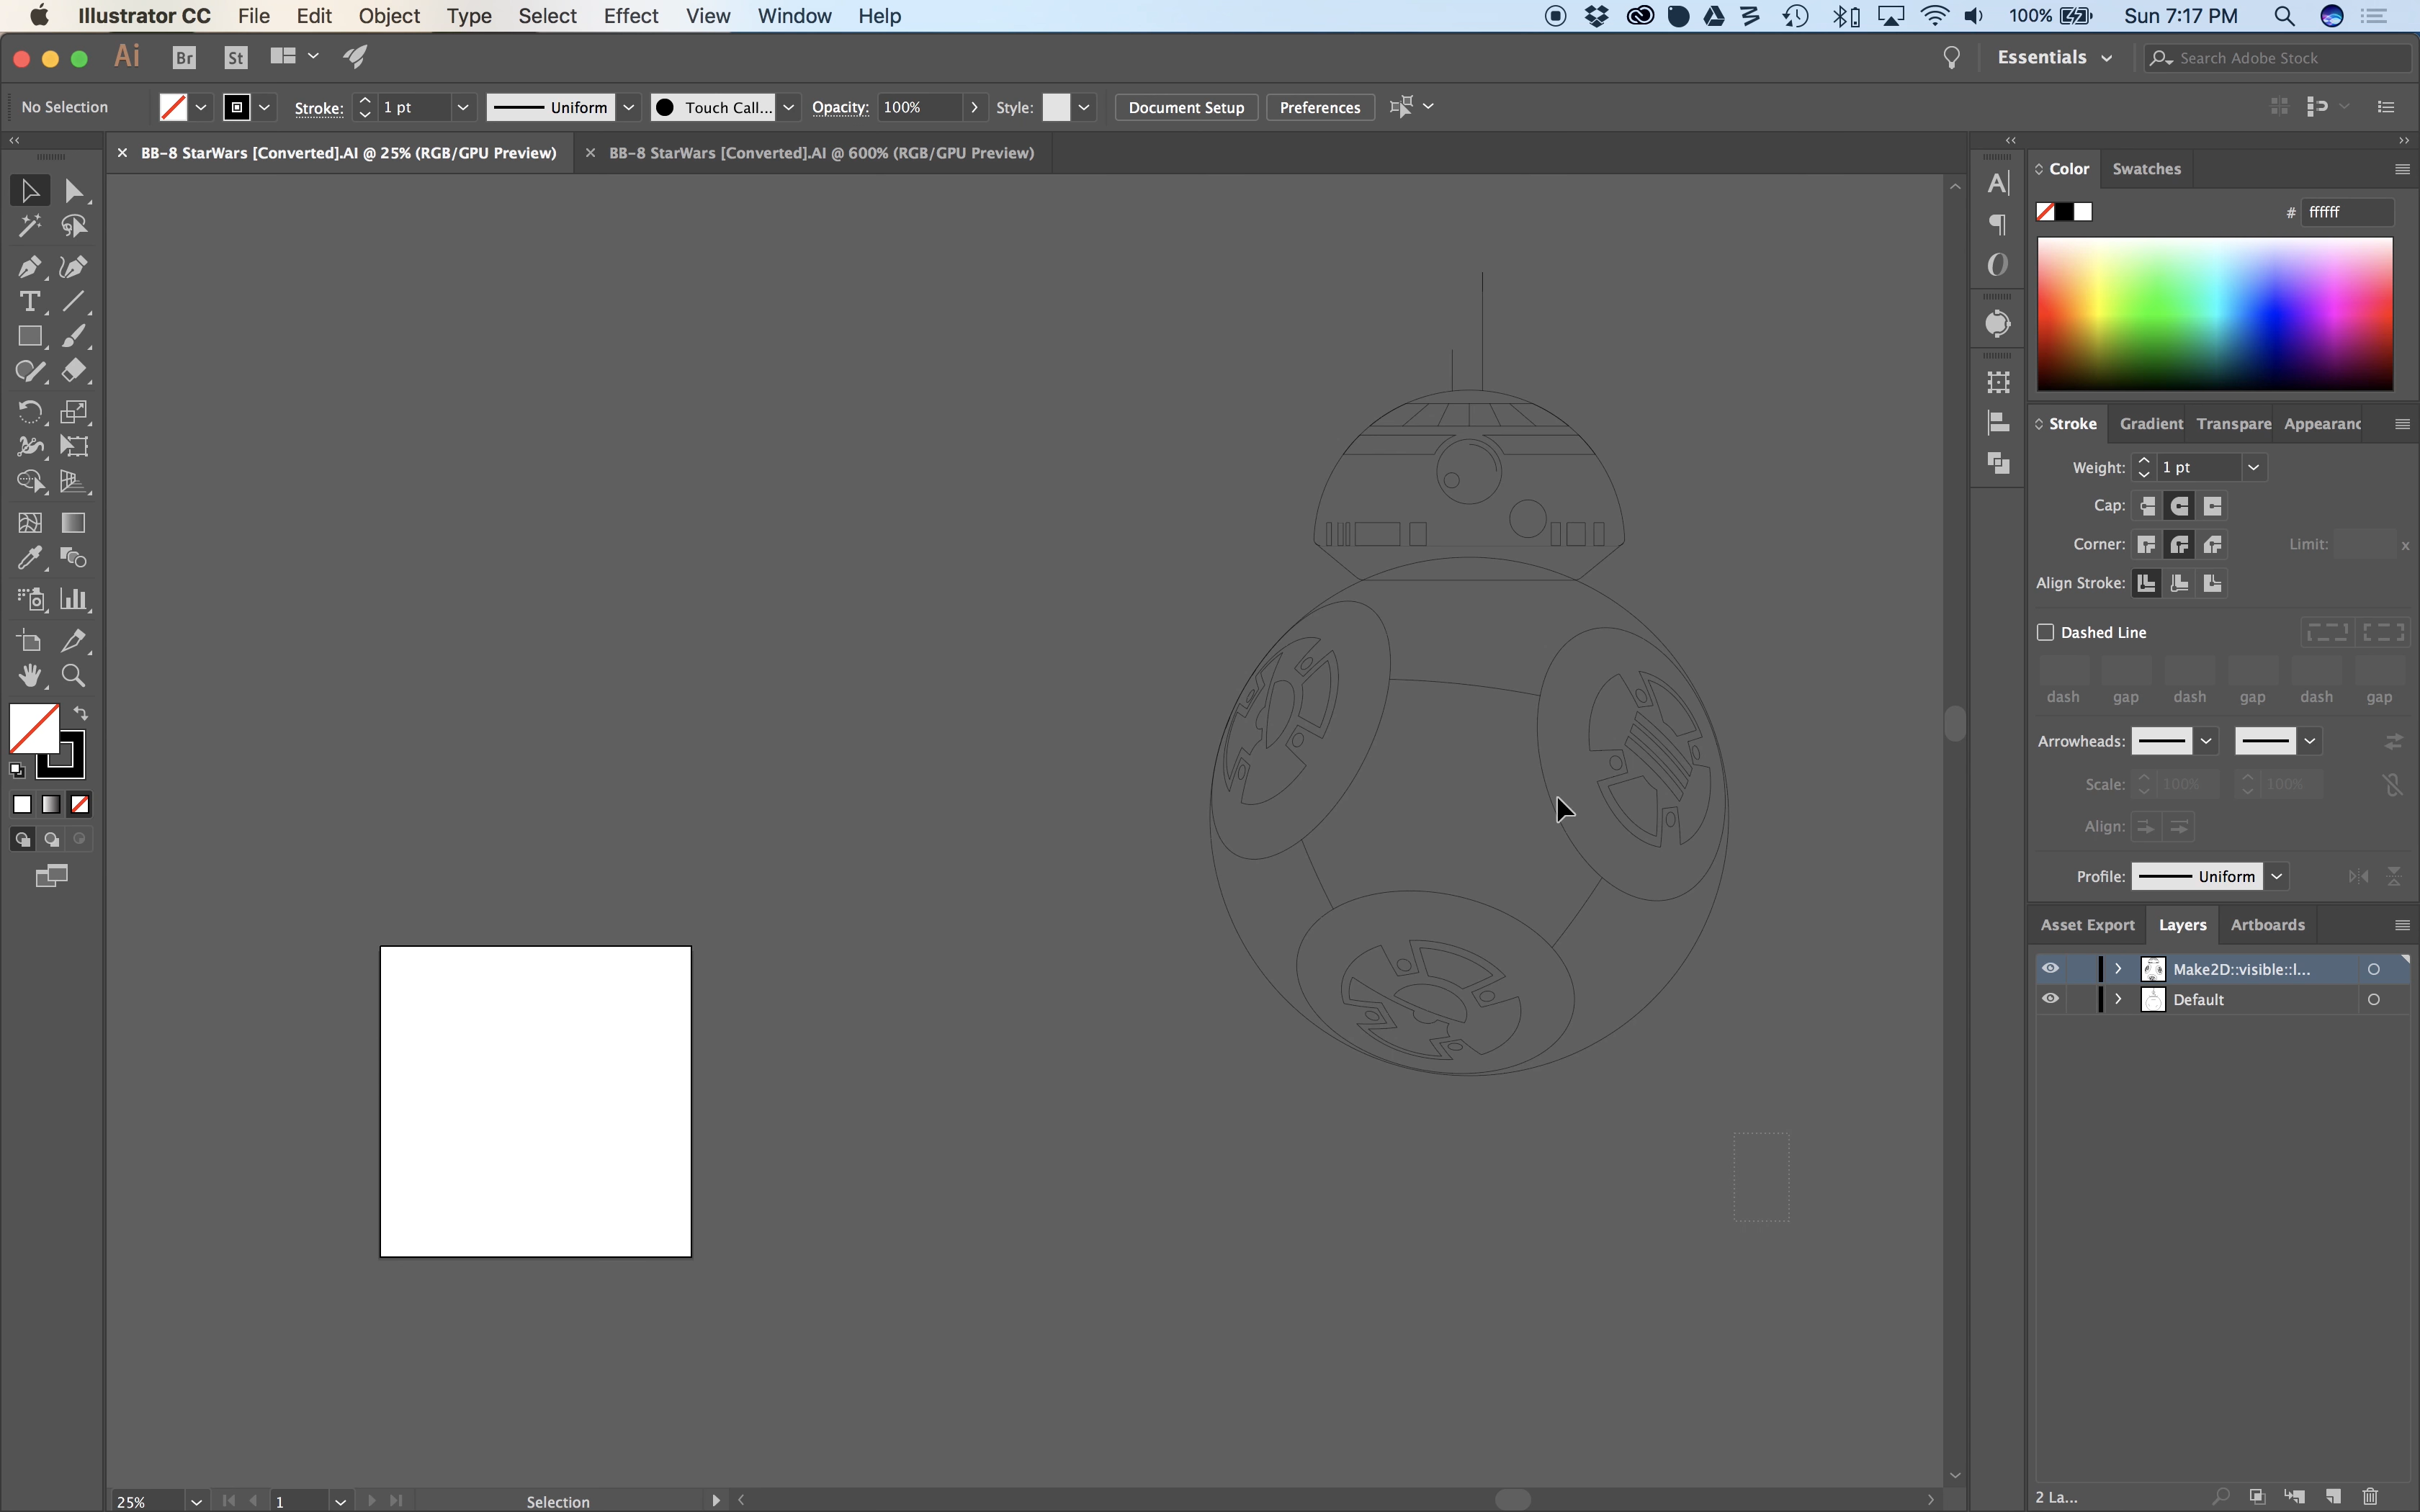 Illustrator CC File Edit Object Type Select Effect View Window Help 100% Sun 7:17 PM
Ai Br St Essentials Search Adobe Stock
No Selection Stroke: 1 pt Uniform Touch Call... Opacity: 100% Style: Document Setup Preferences
× BB-8 StarWars [Converted].AI @ 25% (RGB/GPU Preview) × BB-8 StarWars [Converted].AI @ 600% (RGB/GPU Preview)
Color Swatches
# ffffff
Stroke Gradient Transpare Appearanc
Weight: 1 pt
Cap:
Corner: Limit: x
Align Stroke:
Dashed Line
dash gap dash gap dash gap
Arrowheads:
Scale: 100% 100%
Align:
Profile: Uniform
Asset Export Layers Artboards
Make2D::visible::l...
Default
25% 1 Selection
2 La...